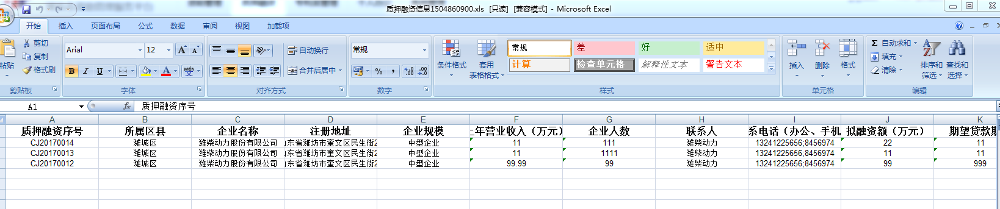 质押融资信息1504860900.xls [只读] [兼容模式] - Microsoft Excel
开始 插入 页面布局 公式 数据 审阅 视图 加载项
剪切
复制
粘贴
格式刷
剪贴板
Arial 12
B I U
字体
自动换行
合并后居中
对齐方式
常规
数字
条件格式
套用
表格格式
常规 差 好 适中
计算 检查单元格 解释性文本 警告文本
样式
插入 删除 格式
单元格
Σ 自动求和
填充
清除
排序和
筛选
查找和
选择
编辑
A1 fx 质押融资序号
A B C D E F G H I J K
质押融资序号 所属区县 企业名称 注册地址 企业规模 上年营业收入（万元） 企业人数 联系人 系电话（办公、手机 拟融资额（万元） 期望贷款期
CJ20170014 潍城区 潍柴动力股份有限公司 山东省潍坊市奎文区民生街2 中型企业 11 111 潍柴动力 13241225656;8456974 22 11
CJ20170013 潍城区 潍柴动力股份有限公司 山东省潍坊市奎文区民生街2 中型企业 11 1111 潍柴动力 13241225656;8456974 11 11
CJ20170012 潍城区 潍柴动力股份有限公司 山东省潍坊市奎文区民生街2 中型企业 99.99 99 潍柴动力 13241225656;8456974 99 999